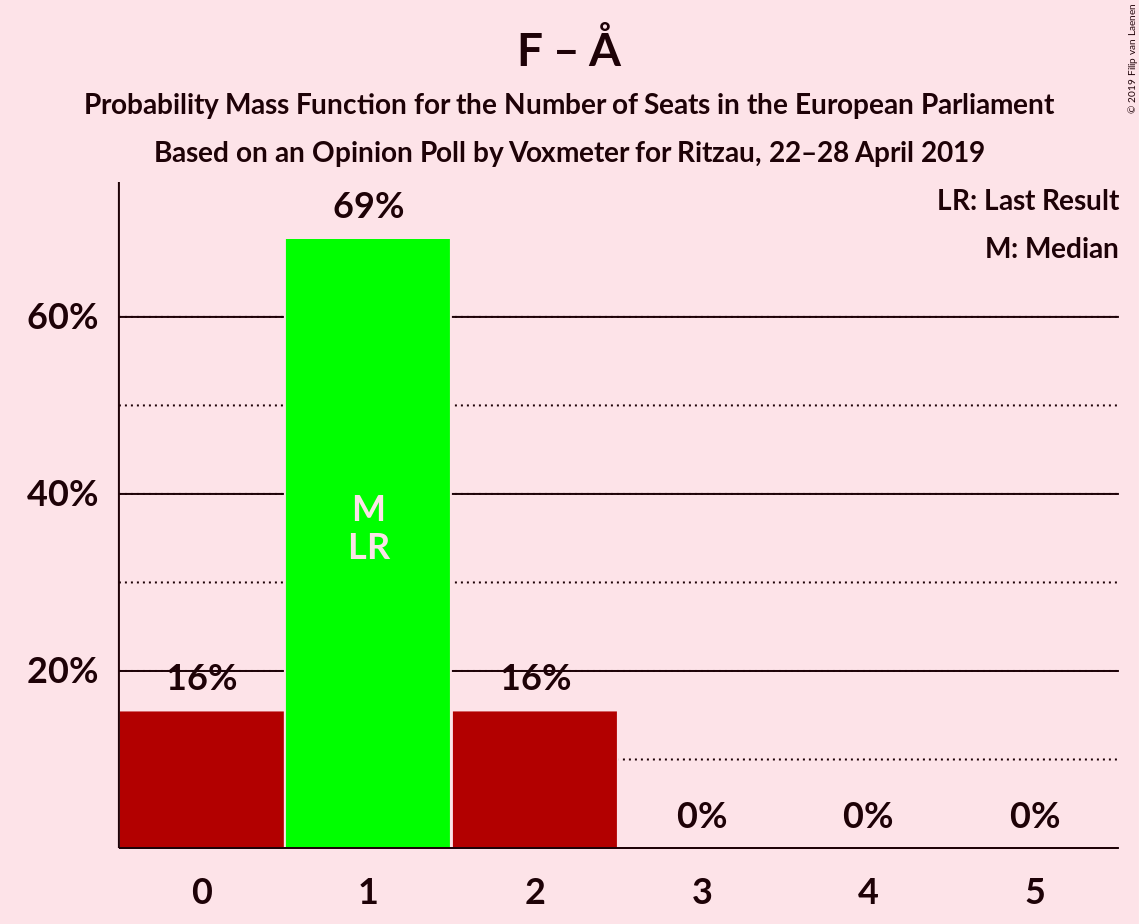 F – Å
Probability Mass Function for the Number of Seats in the European Parliament
Based on an Opinion Poll by Voxmeter for Ritzau, 22–28 April 2019
© 2019 Filip van Laenen
LR: Last Result
M: Median
69%
60%
40%
20%
M
LR
16%
16%
0%
0%
0%
0
1
2
3
4
5